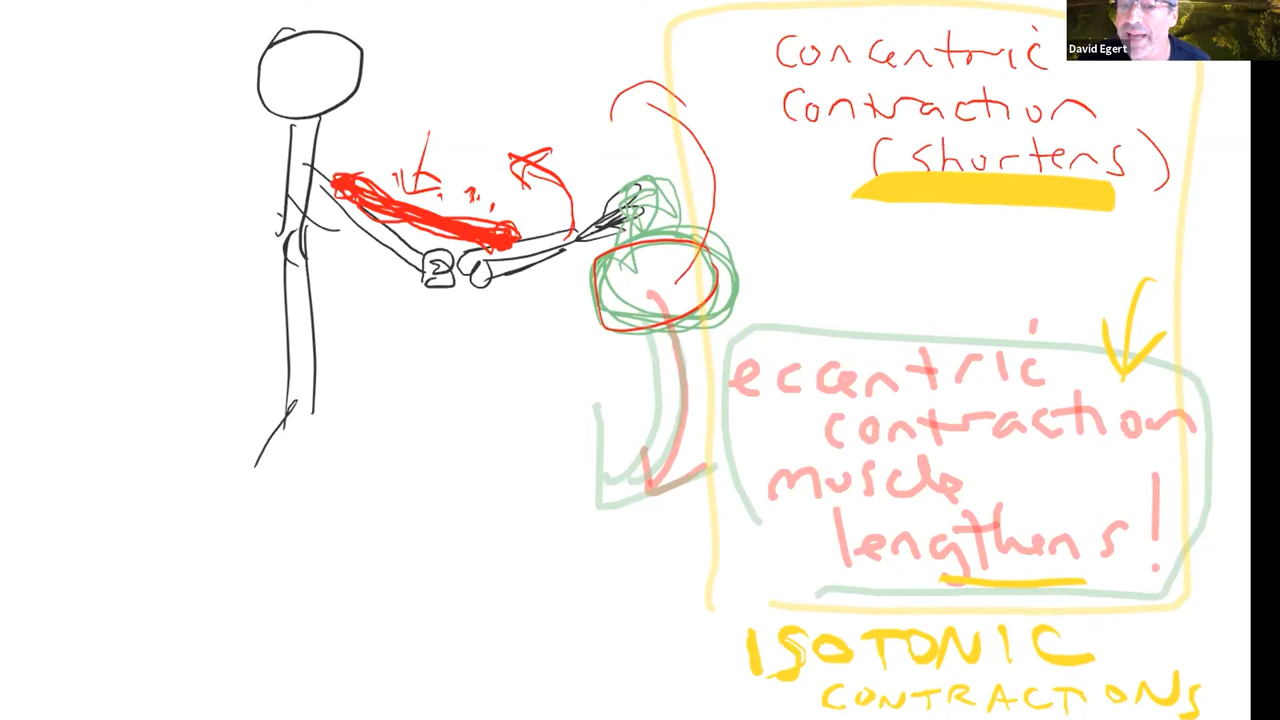 David Egert
concentric
contraction
(shortens)
eccentric
contraction
muscle
lengthens!
ISOTONIC
CONTRACTIONS